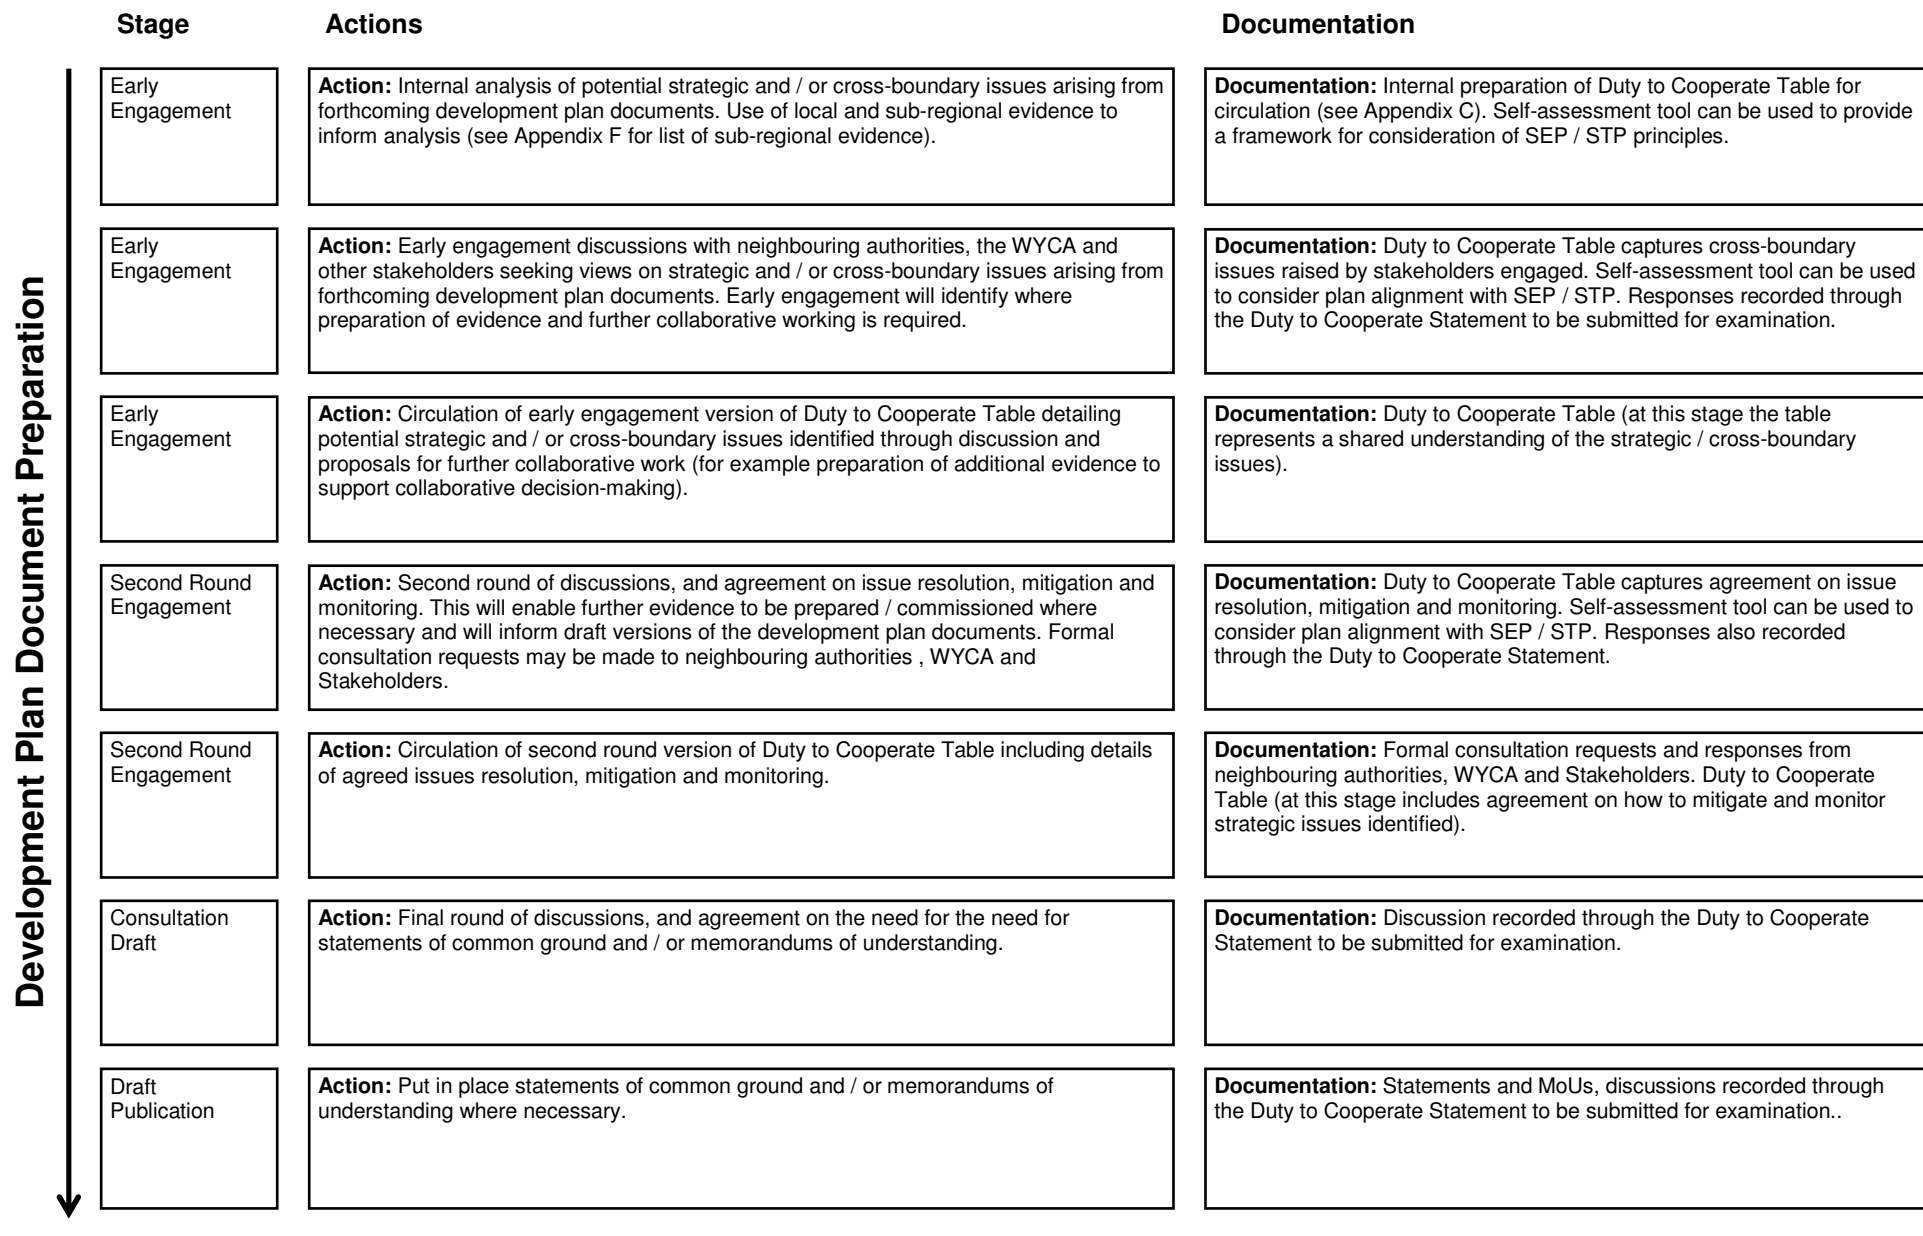 Stage
Actions
Documentation
Development Plan Document Preparation
Early
Engagement
Action: Internal analysis of potential strategic and / or cross-boundary issues arising from
forthcoming development plan documents. Use of local and sub-regional evidence to
inform analysis (see Appendix F for list of sub-regional evidence).
Documentation: Internal preparation of Duty to Cooperate Table for
circulation (see Appendix C). Self-assessment tool can be used to provide
a framework for consideration of SEP / STP principles.
Early
Engagement
Action: Early engagement discussions with neighbouring authorities, the WYCA and
other stakeholders seeking views on strategic and / or cross-boundary issues arising from
forthcoming development plan documents. Early engagement will identify where
preparation of evidence and further collaborative working is required.
Documentation: Duty to Cooperate Table captures cross-boundary
issues raised by stakeholders engaged. Self-assessment tool can be used
to consider plan alignment with SEP / STP. Responses recorded through
the Duty to Cooperate Statement to be submitted for examination.
Early
Engagement
Action: Circulation of early engagement version of Duty to Cooperate Table detailing
potential strategic and / or cross-boundary issues identified through discussion and
proposals for further collaborative work (for example preparation of additional evidence to
support collaborative decision-making).
Documentation: Duty to Cooperate Table (at this stage the table
represents a shared understanding of the strategic / cross-boundary
issues).
Second Round
Engagement
Action: Second round of discussions, and agreement on issue resolution, mitigation and
monitoring. This will enable further evidence to be prepared / commissioned where
necessary and will inform draft versions of the development plan documents. Formal
consultation requests may be made to neighbouring authorities , WYCA and
Stakeholders.
Documentation: Duty to Cooperate Table captures agreement on issue
resolution, mitigation and monitoring. Self-assessment tool can be used to
consider plan alignment with SEP / STP. Responses also recorded
through the Duty to Cooperate Statement.
Second Round
Engagement
Action: Circulation of second round version of Duty to Cooperate Table including details
of agreed issues resolution, mitigation and monitoring.
Documentation: Formal consultation requests and responses from
neighbouring authorities, WYCA and Stakeholders. Duty to Cooperate
Table (at this stage includes agreement on how to mitigate and monitor
strategic issues identified).
Consultation
Draft
Action: Final round of discussions, and agreement on the need for the need for
statements of common ground and / or memorandums of understanding.
Documentation: Discussion recorded through the Duty to Cooperate
Statement to be submitted for examination.
Draft
Publication
Action: Put in place statements of common ground and / or memorandums of
understanding where necessary.
Documentation: Statements and MoUs, discussions recorded through
the Duty to Cooperate Statement to be submitted for examination..